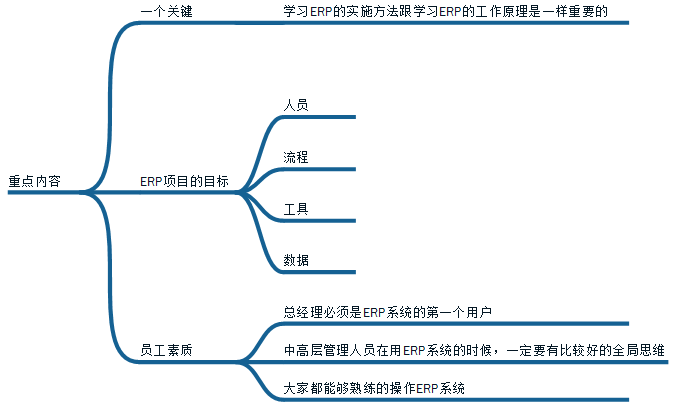 一个关键
学习ERP的实施方法跟学习ERP的工作原理是一样重要的
人员
流程
重点内容
ERP项目的目标
工具
数据
总经理必须是ERP系统的第一个用户
员工素质
中高层管理人员在用ERP系统的时候，一定要有比较好的全局思维
大家都能够熟练的操作ERP系统